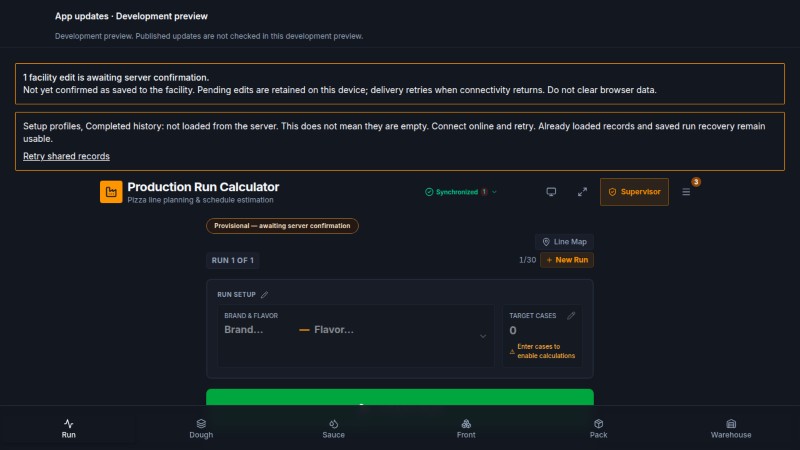 App updates · Development preview
Development preview. Published updates are not checked in this development preview.
1 facility edit is awaiting server confirmation.
Not yet confirmed as saved to the facility. Pending edits are retained on this device; delivery retries when connectivity returns. Do not clear browser data.
Setup profiles, Completed history: not loaded from the server. This does not mean they are empty. Connect online and retry. Already loaded records and saved run recovery remain
usable.
Retry shared records
Production Run Calculator
Pizza line planning & schedule estimation
Synchronized 1
Supervisor
3
Provisional — awaiting server confirmation
Line Map
RUN 1 OF 1
1/30
+ New Run
RUN SETUP
BRAND & FLAVOR
Brand... — Flavor...
TARGET CASES
0
Enter cases to
enable calculations
Run
Dough
Sauce
Front
Pack
Warehouse